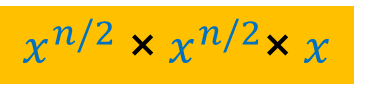 x^{n/2} × x^{n/2} × x